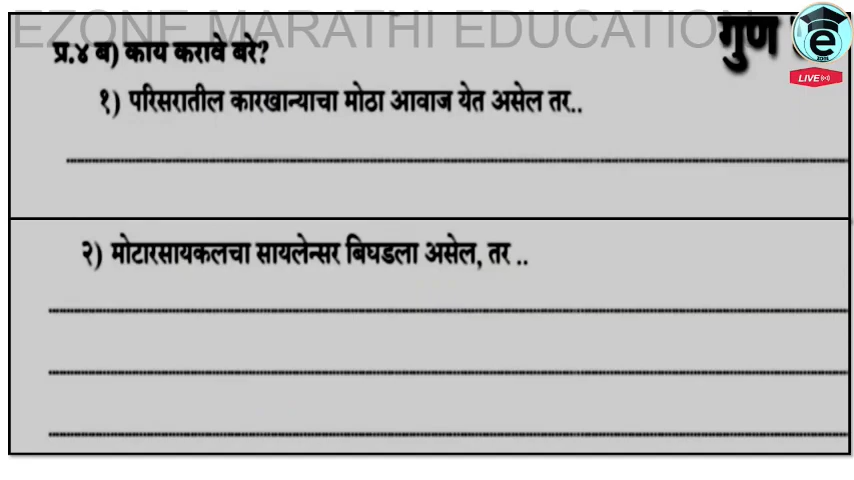 EZONE MARATHI EDUCATION
प्र.४ ब) काय करावे बरे?
गुण
१) परिसरातील कारखान्याचा मोठा आवाज येत असेल तर..
२) मोटारसायकलचा सायलेन्सर बिघडला असेल, तर ..
e
EZONE
LIVE